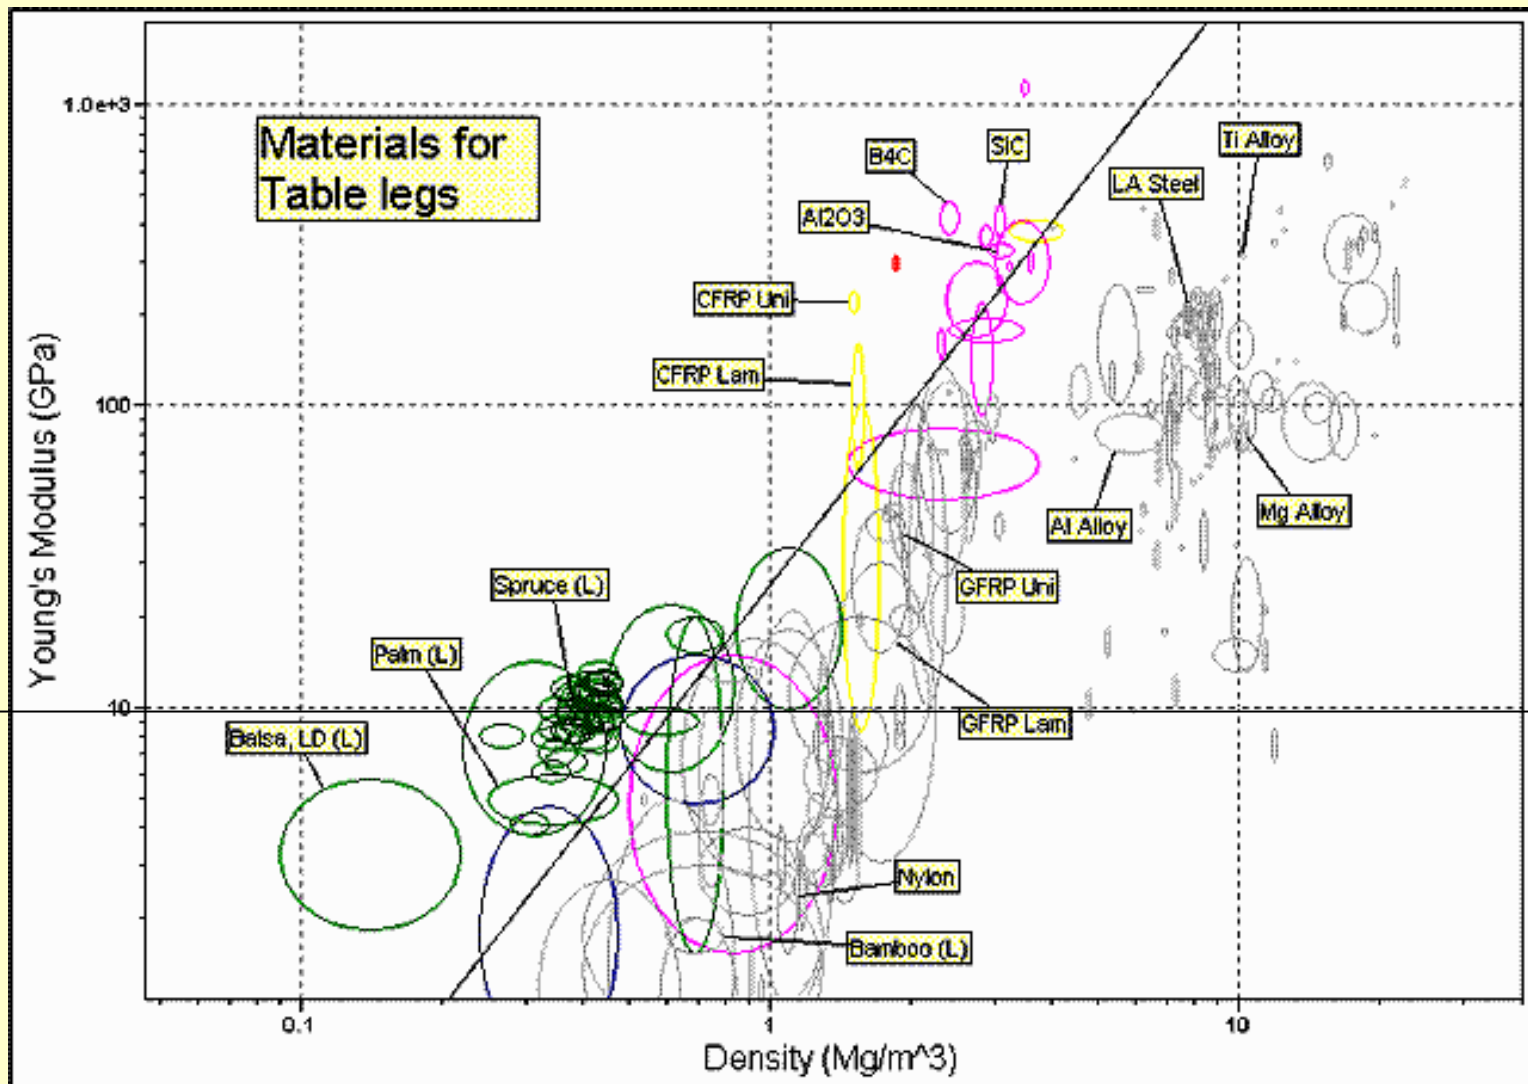 Materials for
Table legs
1.0e+3
100
10
Young's Modulus (GPa)
B4C
SIC
Ti Alloy
LA Steel
Al2O3
CFRP Uni
CFRP Lam
Al Alloy
Mg Alloy
Spruce (L)
GFRP Uni
Palm (L)
GFRP Lam
Balsa, LD (L)
Nylon
Bamboo (L)
0.1
1
10
Density (Mg/m^3)